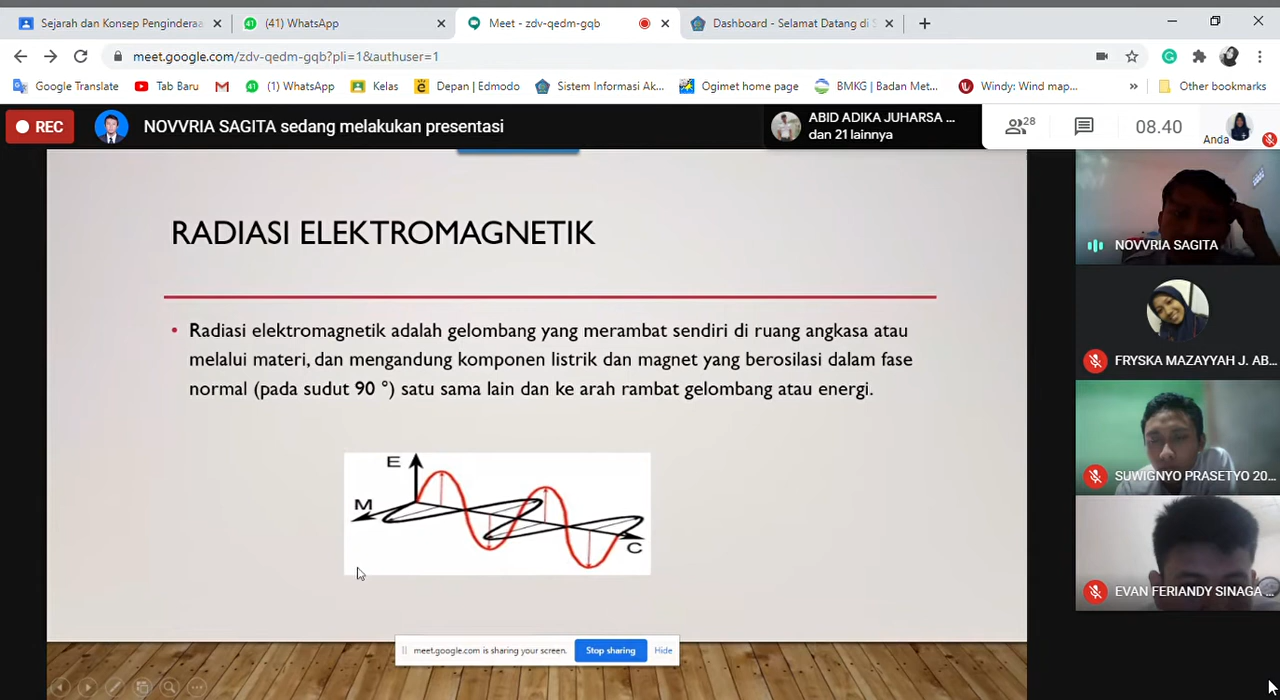 Sejarah dan Konsep Penginderaa
(41) WhatsApp
Meet - zdv-qedm-gqb
Dashboard - Selamat Datang di S
meet.google.com/zdv-qedm-gqb?pli=1&authuser=1
Google Translate
Tab Baru
(1) WhatsApp
Kelas
Depan | Edmodo
Sistem Informasi Ak...
Ogimet home page
BMKG | Badan Met...
Windy: Wind map...
»
Other bookmarks
REC
NOVVRIA SAGITA sedang melakukan presentasi
ABID ADIKA JUHARSA ...
dan 21 lainnya
28
08.40
Anda
RADIASI ELEKTROMAGNETIK
• Radiasi elektromagnetik adalah gelombang yang merambat sendiri di ruang angkasa atau
melalui materi, dan mengandung komponen listrik dan magnet yang berosilasi dalam fase
normal (pada sudut 90 °) satu sama lain dan ke arah rambat gelombang atau energi.
E
M
C
meet.google.com is sharing your screen.
Stop sharing
Hide
NOVVRIA SAGITA
FRYSKA MAZAYYAH J. AB...
SUWIGNYO PRASETYO 20...
EVAN FERIANDY SINAGA ...